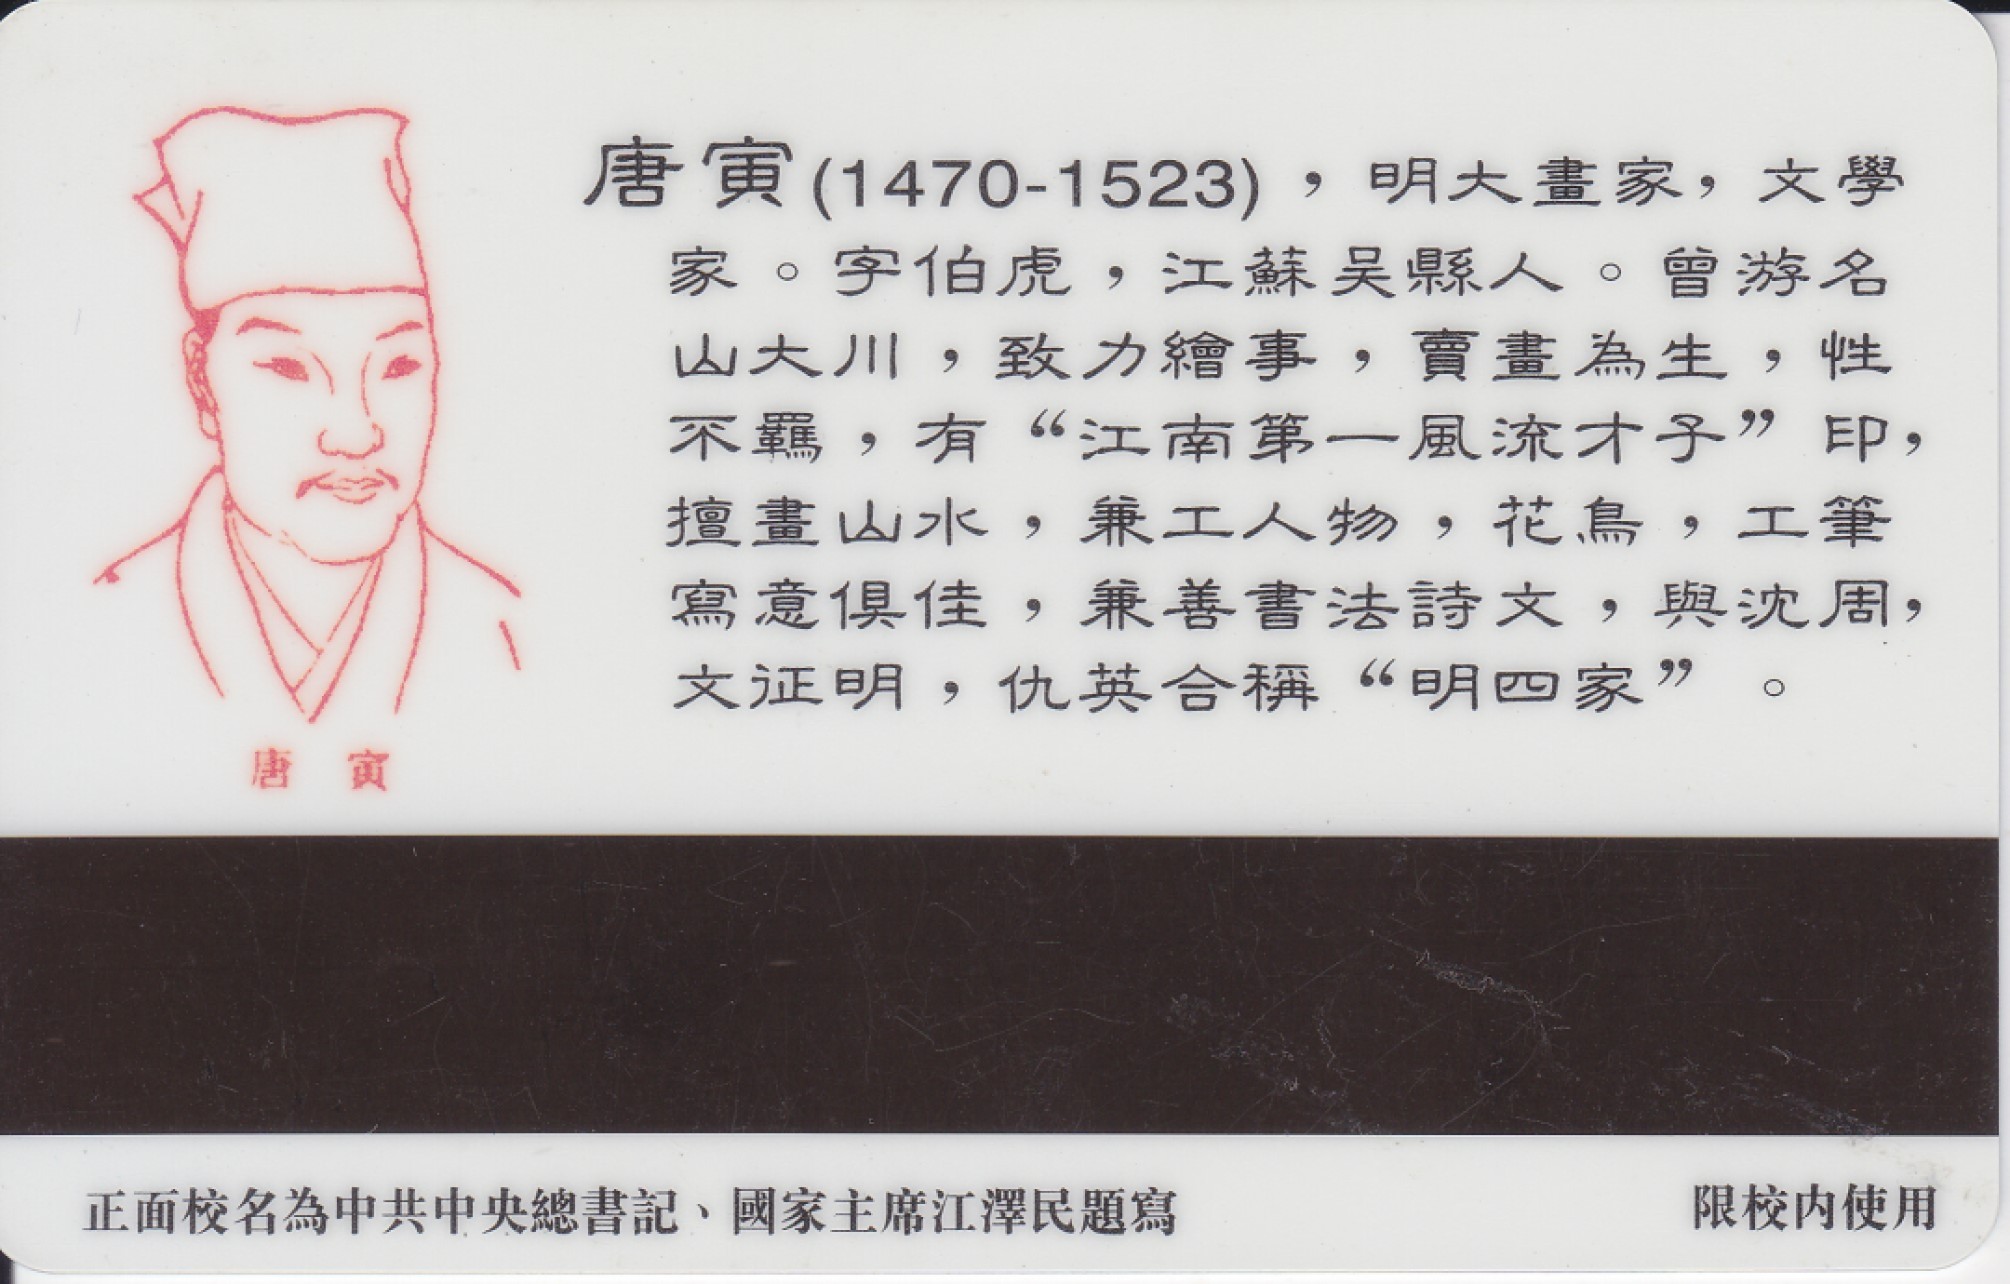 唐寅(1470-1523)，明大畫家，文學
家。字伯虎，江蘇吴縣人。曾游名
山大川，致力繪事，賣畫為生，性
不羈，有“江南第一風流才子”印，
擅畫山水，兼工人物，花鳥，工筆
寫意俱佳，兼善書法詩文，與沈周，
文征明，仇英合稱“明四家”。
唐 寅
正面校名為中共中央總書記、國家主席江澤民題寫
限校内使用